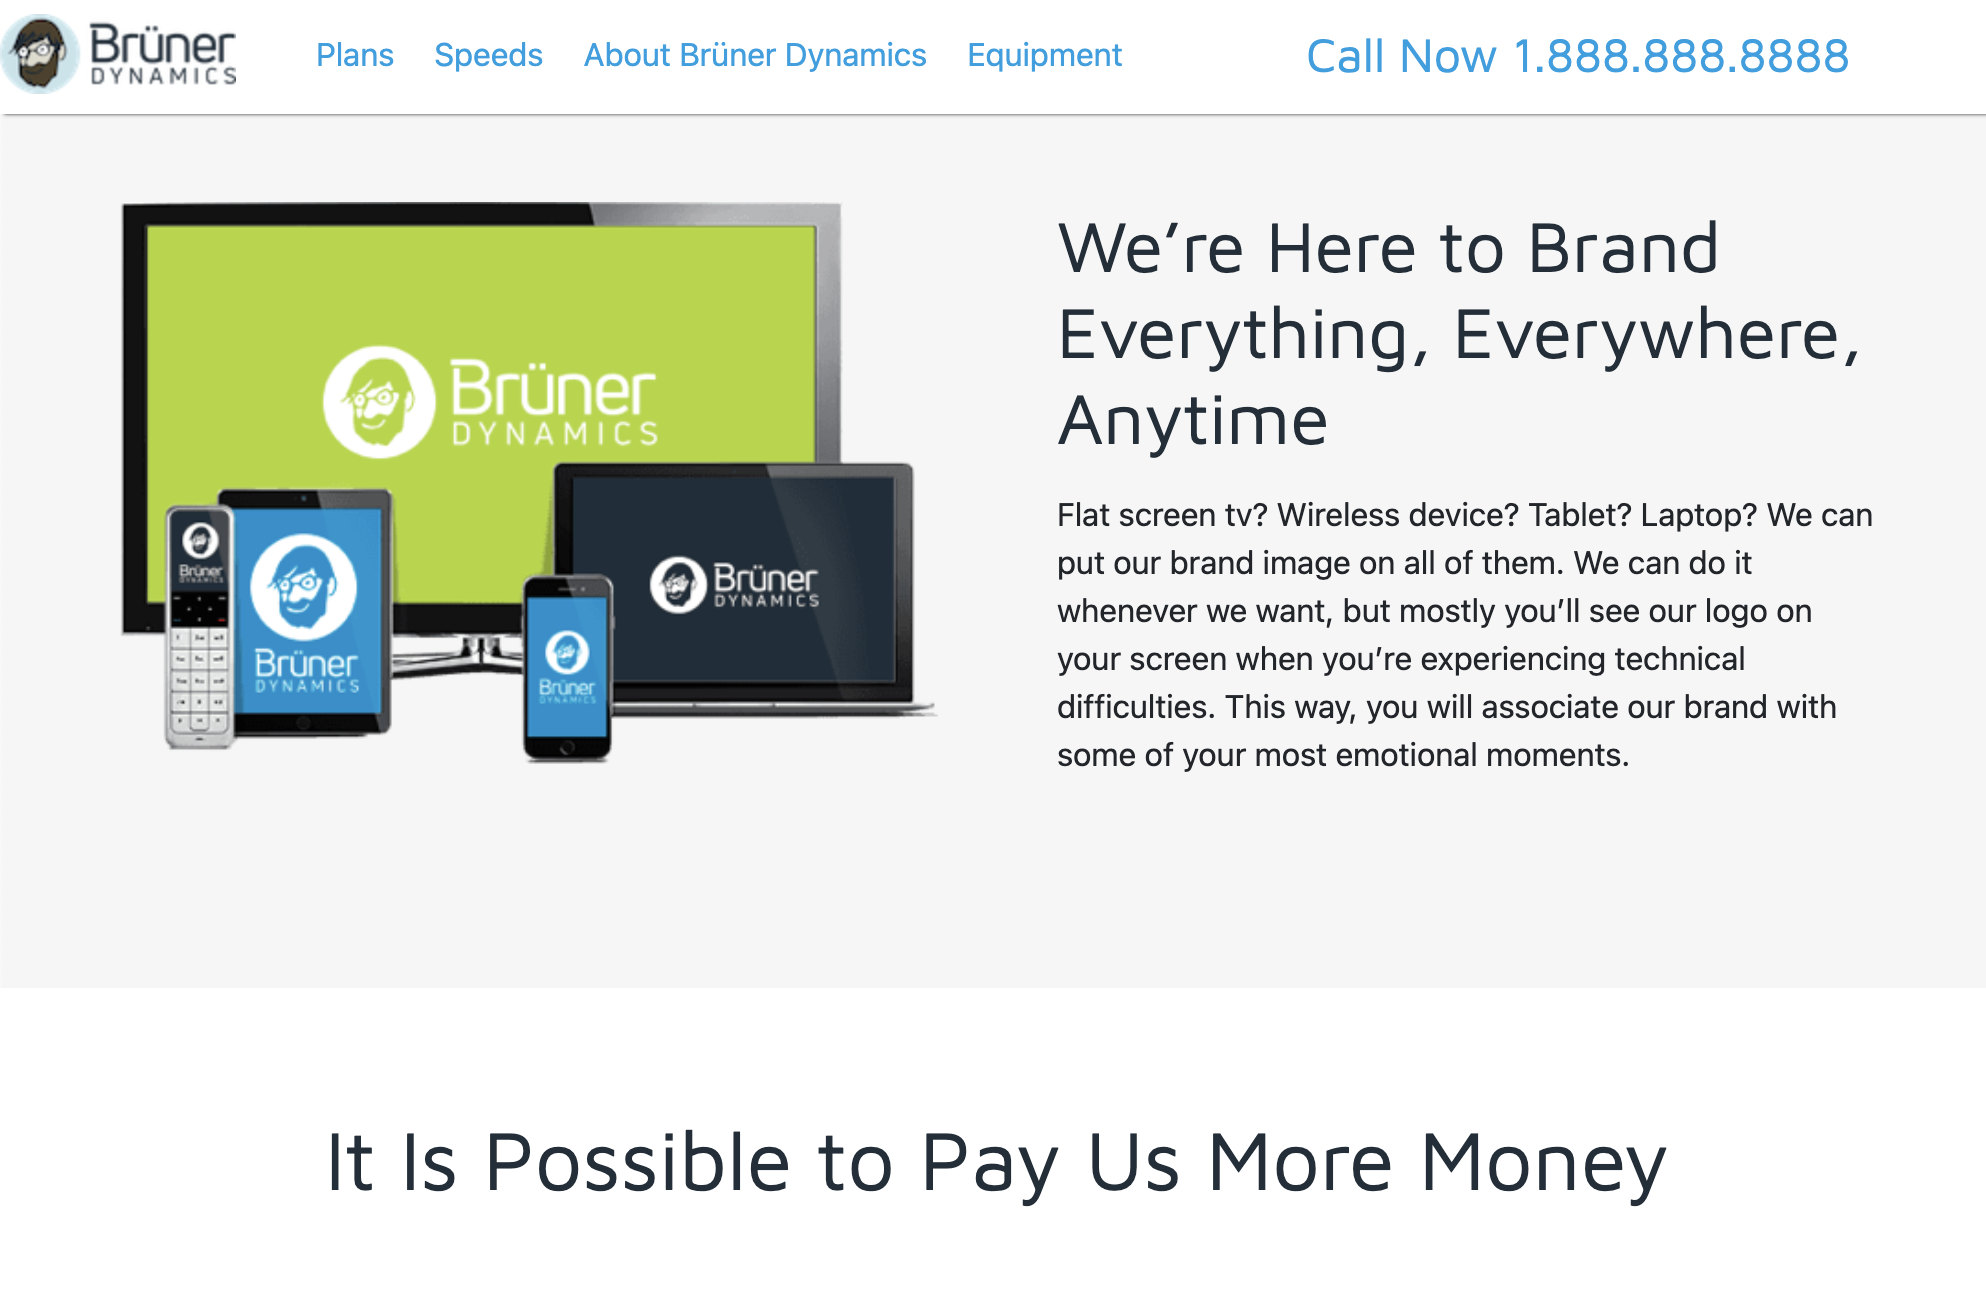 Brüner
DYNAMICS
Plans Speeds About Brüner Dynamics Equipment
Call Now 1.888.888.8888
Brüner
DYNAMICS
Brüner
DYNAMICS
Brüner
DYNAMICS
Brüner
DYNAMICS
Brüner
DYNAMICS
We’re Here to Brand
Everything, Everywhere,
Anytime
Flat screen tv? Wireless device? Tablet? Laptop? We can
put our brand image on all of them. We can do it
whenever we want, but mostly you’ll see our logo on
your screen when you’re experiencing technical
difficulties. This way, you will associate our brand with
some of your most emotional moments.
It Is Possible to Pay Us More Money